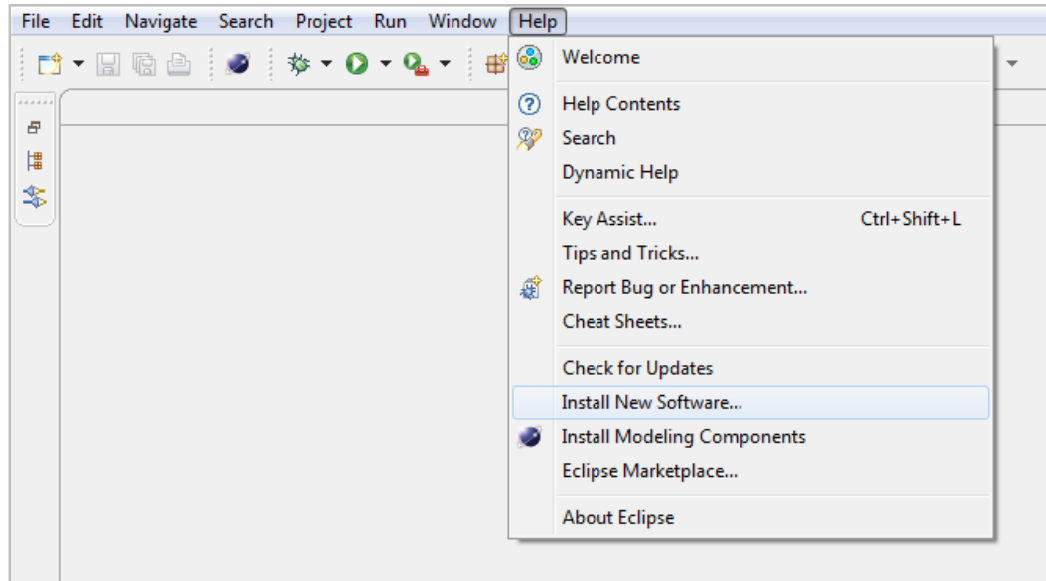 File Edit Navigate Search Project Run Window Help
Welcome
Help Contents
Search
Dynamic Help
Key Assist... Ctrl+Shift+L
Tips and Tricks...
Report Bug or Enhancement...
Cheat Sheets...
Check for Updates
Install New Software...
Install Modeling Components
Eclipse Marketplace...
About Eclipse